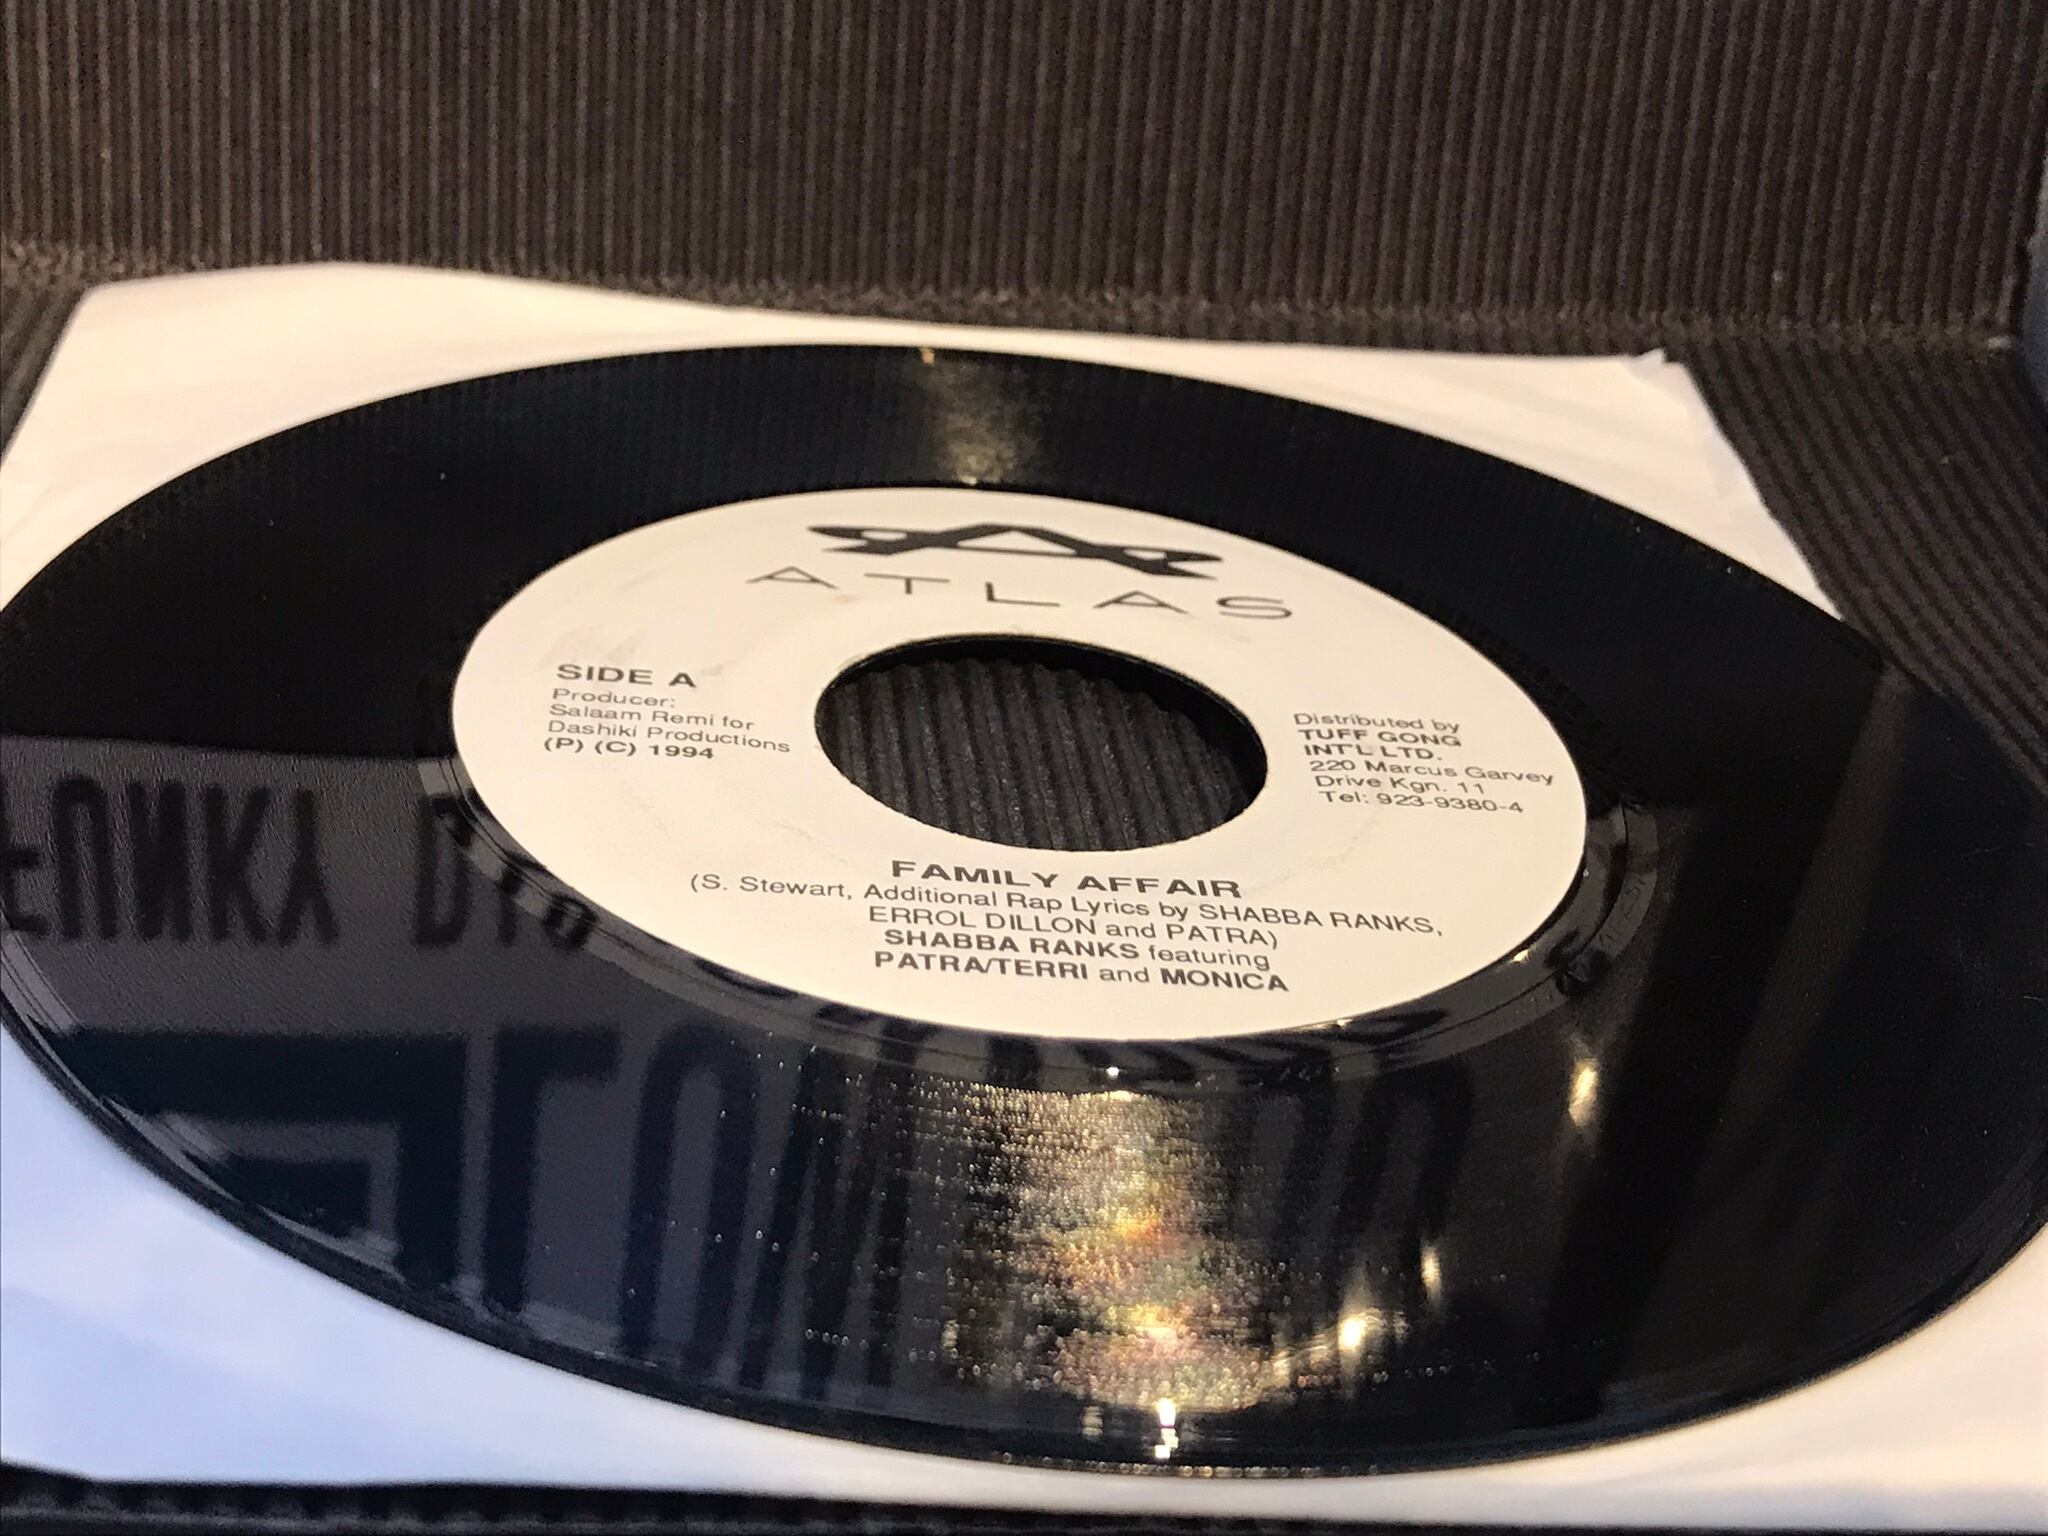 ATLAS
SIDE A
Producer:
Salaam Remi for
Dashiki Productions
(P) (C) 1994
Distributed by
TUFF GONG
INT'L LTD.
220 Marcus Garvey
Drive Kgn. 11
Tel: 923-9380-4
FAMILY AFFAIR
(S. Stewart, Additional Rap Lyrics by SHABBA RANKS,
ERROL DILLON and PATRA)
SHABBA RANKS featuring
PATRA/TERRI and MONICA
FUNKY